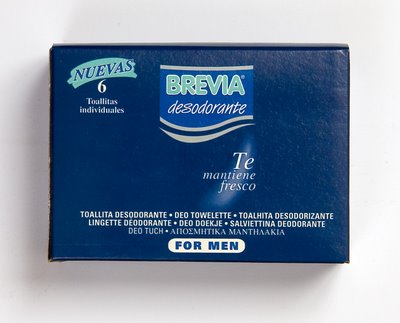 NUEVAS
6
Toallitas
individuales
BREVIA®
desodorante
Te
mantiene
fresco
TOALLITA DESODORANTE • DEO TOWELETTE • TOALHITA DESODORIZANTE
LINGETTE DEODORANTE • DEO DOEKJE • SALVIETTINA DEODORANTE
DEO TUCH • ΑΠΟΣΜΗΤΙΚΑ ΜΑΝΤΗΛΑΚΙΑ
FOR MEN